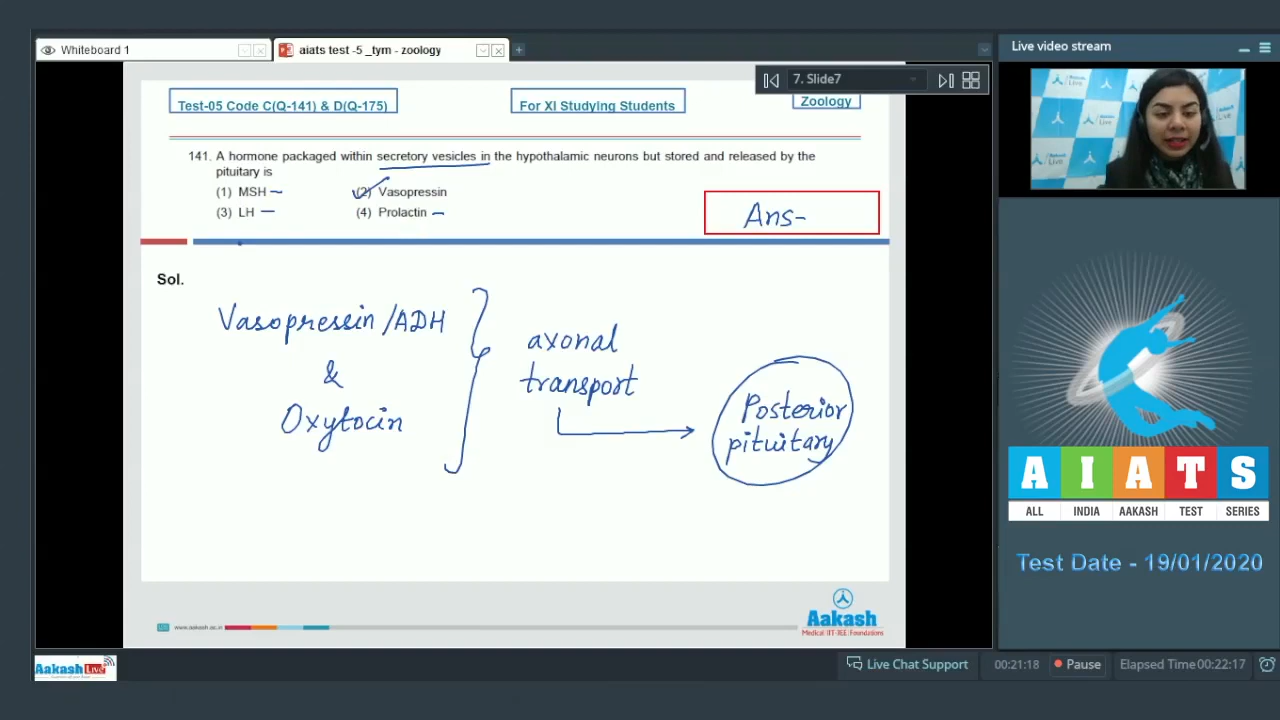 Whiteboard 1
aiats test -5 _tym - zoology
Live video stream
7. Slide7
Test-05 Code C(Q-141) & D(Q-175)
For XI Studying Students
Zoology
141. A hormone packaged within secretory vesicles in the hypothalamic neurons but stored and released by the
pituitary is
(1) MSH
(2) Vasopressin
(3) LH
(4) Prolactin
Ans-
Sol.
Vasopressin/ADH
&
Oxytocin
axonal
transport
Posterior
pituitary
A I A T S
ALL INDIA AAKASH TEST SERIES
Test Date - 19/01/2020
www.aakash.ac.in
Aakash
Medical IIT-JEE Foundations
Aakash Live
Live Chat Support
00:21:18
Pause
Elapsed Time 00:22:17